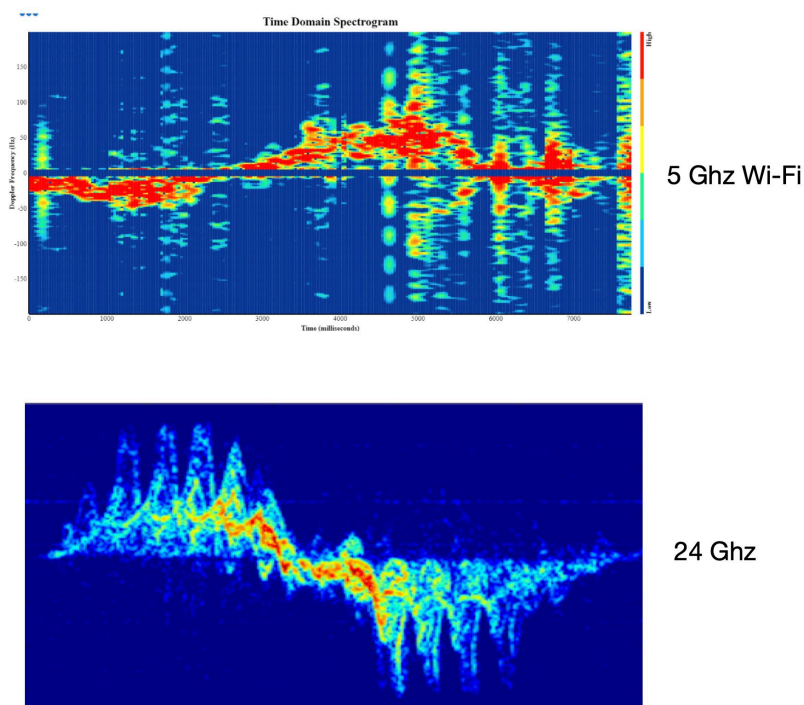 Time Domain Spectrogram
High
150
100
50
0
-50
-100
-150
Doppler Frequency (Hz)
Low
0
1000
2000
3000
4000
5000
6000
7000
Time (milliseconds)
5 Ghz Wi-Fi
24 Ghz